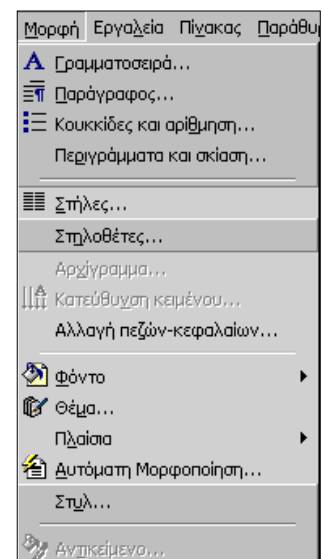 Μορφή Εργαλεία Πίνακας Παράθυ
Γραμματοσειρά...
Παράγραφος...
Κουκκίδες και αρίθμηση...
Περιγράμματα και σκίαση...
Στήλες...
Στηλοθέτες...
Αρχίγραμμα...
Κατεύθυνση κειμένου...
Αλλαγή πεζών-κεφαλαίων...
Φόντο
Θέμα...
Πλαίσια
Αυτόματη Μορφοποίηση...
Στυλ...
Αντικείμενο...